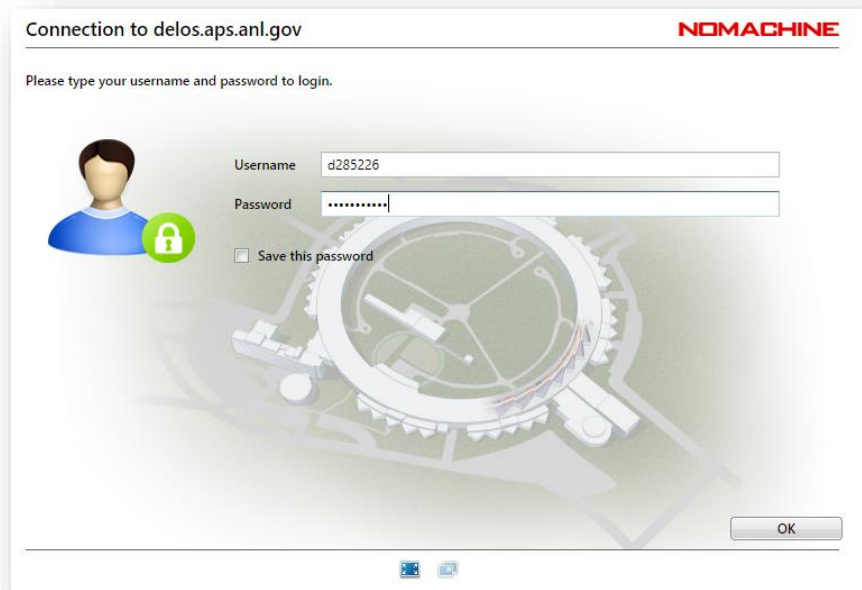 Connection to delos.aps.anl.gov
NOMACHINE
Please type your username and password to login.
Username d285226
Password •••••••••••
Save this password
OK